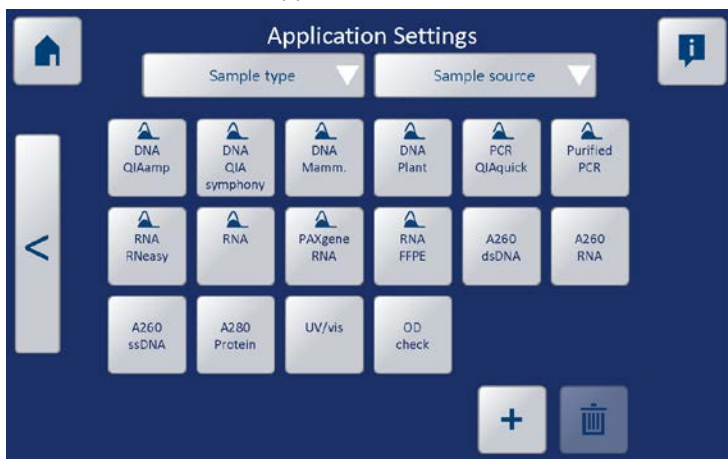 Application Settings
i
Sample type
Sample source
DNA
QIAamp
DNA
QIA
symphony
DNA
Mamm.
DNA
Plant
PCR
QIAquick
Purified
PCR
<
RNA
RNeasy
RNA
PAXgene
RNA
RNA
FFPE
A260
dsDNA
A260
RNA
A260
ssDNA
A280
Protein
UV/vis
OD
check
+